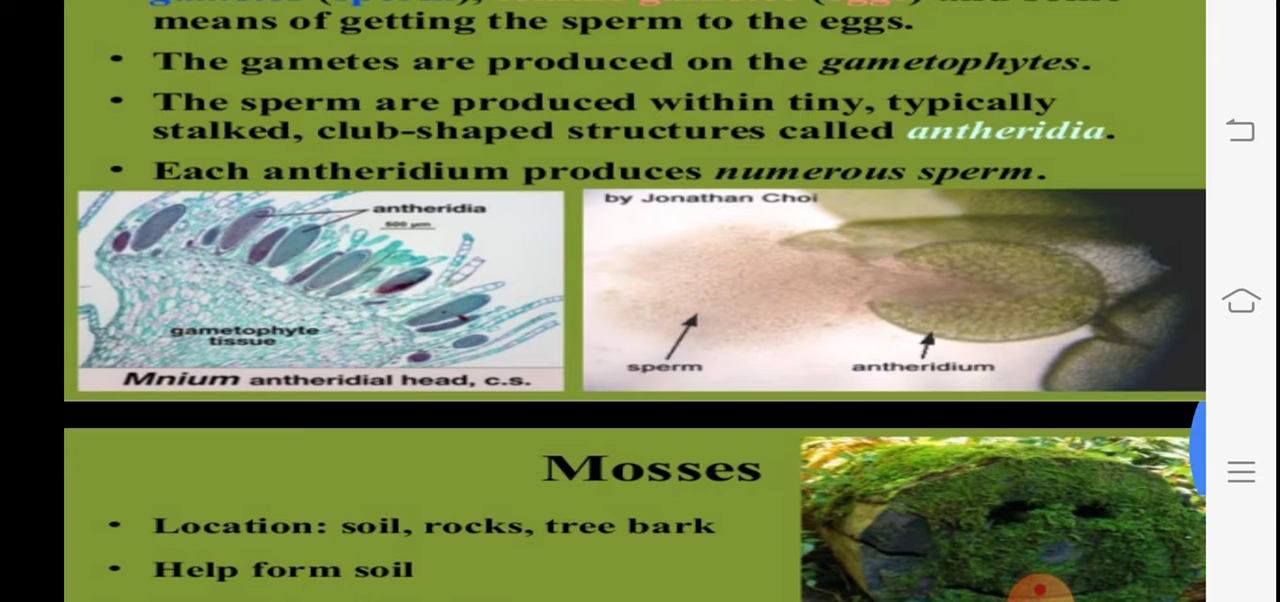 means of getting the sperm to the eggs.
• The gametes are produced on the gametophytes.
• The sperm are produced within tiny, typically
stalked, club-shaped structures called antheridia.
• Each antheridium produces numerous sperm.
antheridia
500 µm
gametophyte
tissue
Mnium antheridial head, c.s.
by Jonathan Choi
sperm
antheridium
Mosses
• Location: soil, rocks, tree bark
• Help form soil